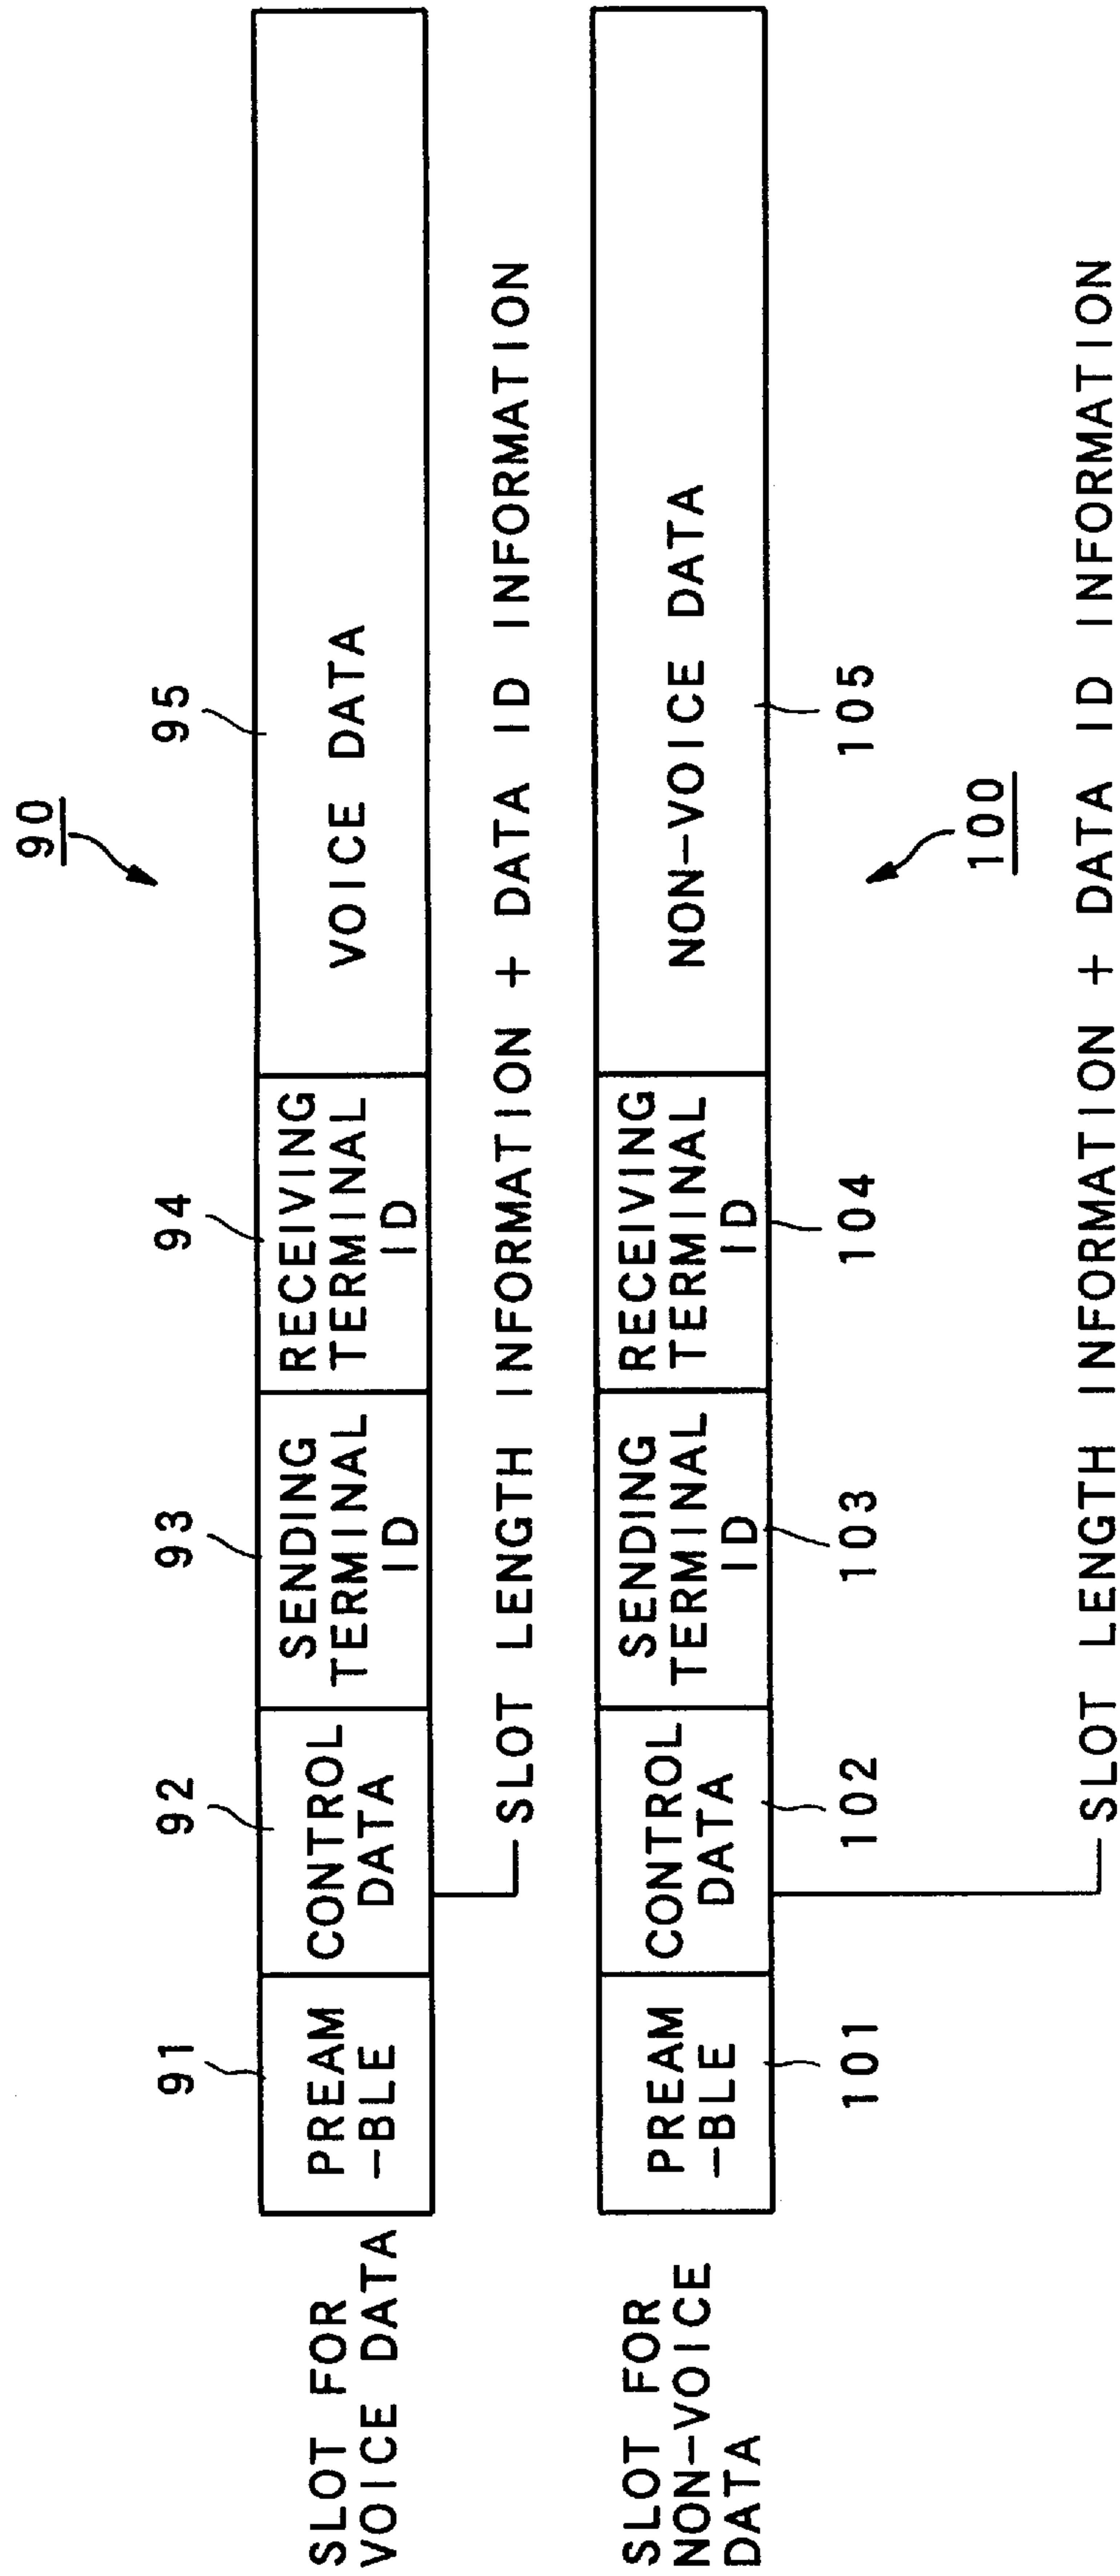 90
91
92
93
94
95
SLOT FOR
VOICE DATA
PREAM
-BLE
CONTROL
DATA
SENDING
TERMINAL
ID
RECEIVING
TERMINAL
ID
VOICE DATA
SLOT LENGTH INFORMATION + DATA ID INFORMATION
SLOT FOR
NON-VOICE
DATA
PREAM
-BLE
CONTROL
DATA
SENDING
TERMINAL
ID
RECEIVING
TERMINAL
ID
NON-VOICE DATA
101
102
103
104
105
100
SLOT LENGTH INFORMATION + DATA ID INFORMATION